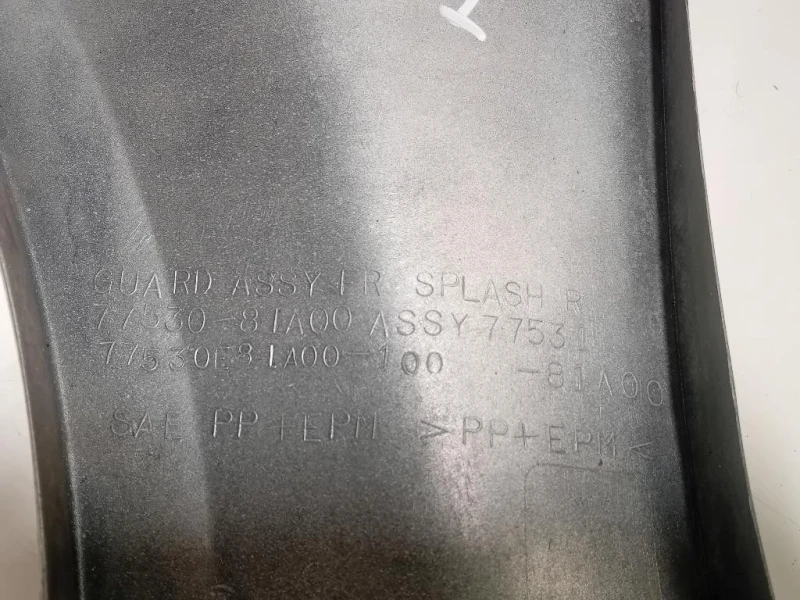 GUARD ASSY FR SPLASH R
77530-81A00 ASSY 77531
77530E81A00-100 -81A00
SAE PP+EPM >PP+EPM<